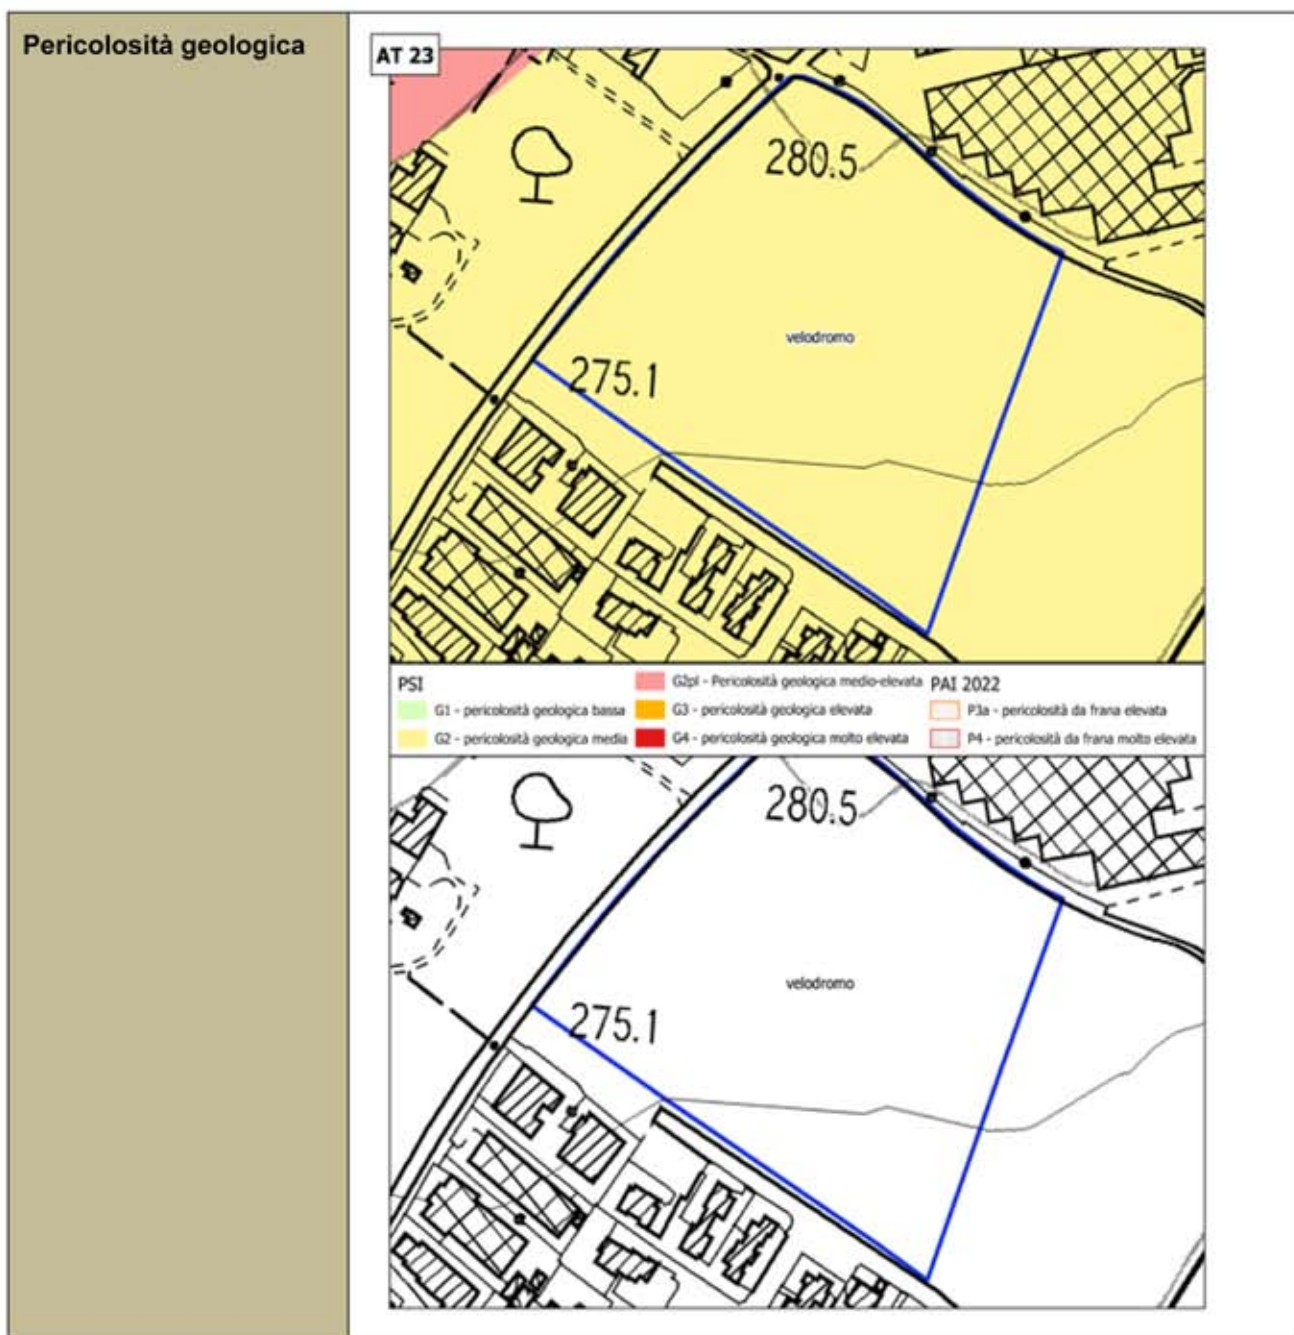 Pericolosità geologica
AT 23
280.5
velodromo
275.1
PSI
G1 - pericolosità geologica bassa
G2 - pericolosità geologica media
G2pl - Pericolosità geologica medio-elevata
G3 - pericolosità geologica elevata
G4 - pericolosità geologica molto elevata
PAI 2022
P3a - pericolosità da frana elevata
P4 - pericolosità da frana molto elevata
280.5
velodromo
275.1